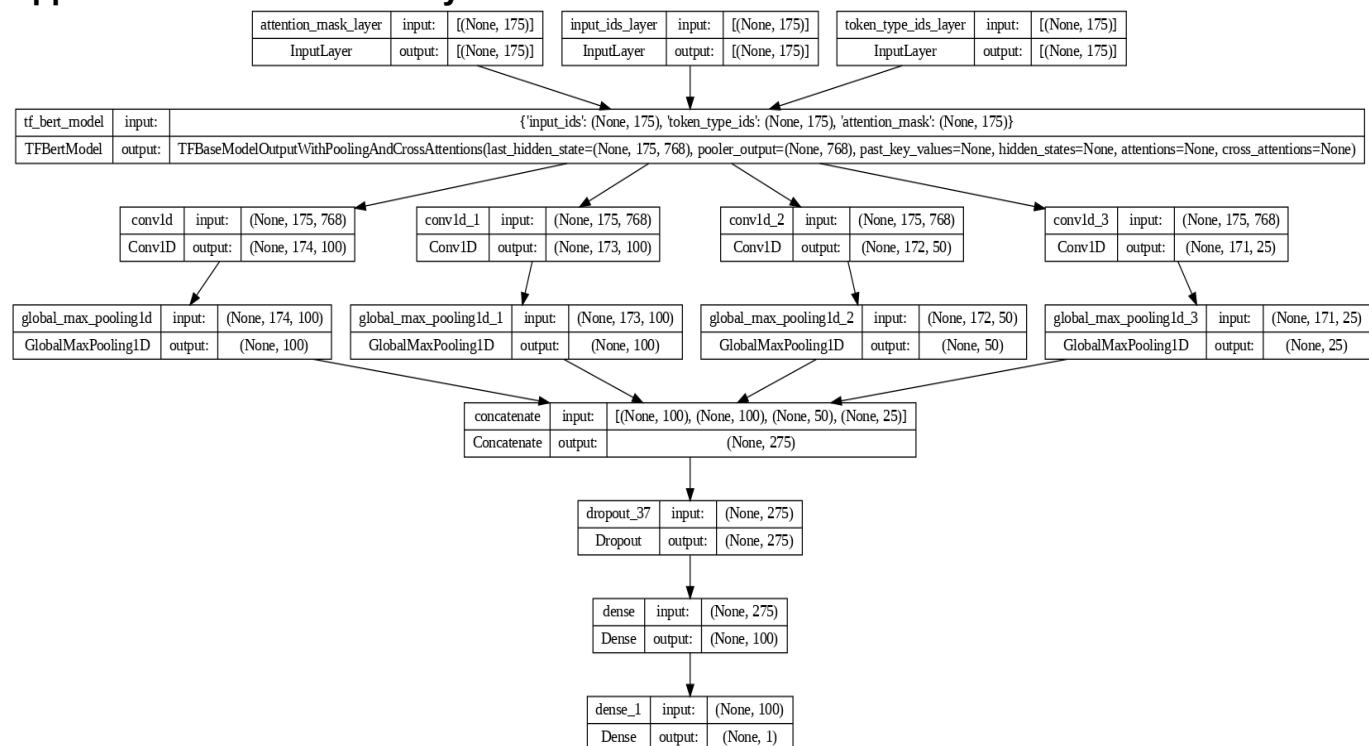 attention_mask_layer input: [(None, 175)]
InputLayer output: [(None, 175)]
input_ids_layer input: [(None, 175)]
InputLayer output: [(None, 175)]
token_type_ids_layer input: [(None, 175)]
InputLayer output: [(None, 175)]
tf_bert_model input: {'input_ids': (None, 175), 'token_type_ids': (None, 175), 'attention_mask': (None, 175)}
TFBertModel output: TFBaseModelOutputWithPoolingAndCrossAttentions(last_hidden_state=(None, 175, 768), pooler_output=(None, 768), past_key_values=None, hidden_states=None, attentions=None, cross_attentions=None)
conv1d input: (None, 175, 768)
Conv1D output: (None, 174, 100)
conv1d_1 input: (None, 175, 768)
Conv1D output: (None, 173, 100)
conv1d_2 input: (None, 175, 768)
Conv1D output: (None, 172, 50)
conv1d_3 input: (None, 175, 768)
Conv1D output: (None, 171, 25)
global_max_pooling1d input: (None, 174, 100)
GlobalMaxPooling1D output: (None, 100)
global_max_pooling1d_1 input: (None, 173, 100)
GlobalMaxPooling1D output: (None, 100)
global_max_pooling1d_2 input: (None, 172, 50)
GlobalMaxPooling1D output: (None, 50)
global_max_pooling1d_3 input: (None, 171, 25)
GlobalMaxPooling1D output: (None, 25)
concatenate input: [(None, 100), (None, 100), (None, 50), (None, 25)]
Concatenate output: (None, 275)
dropout_37 input: (None, 275)
Dropout output: (None, 275)
dense input: (None, 275)
Dense output: (None, 100)
dense_1 input: (None, 100)
Dense output: (None, 1)